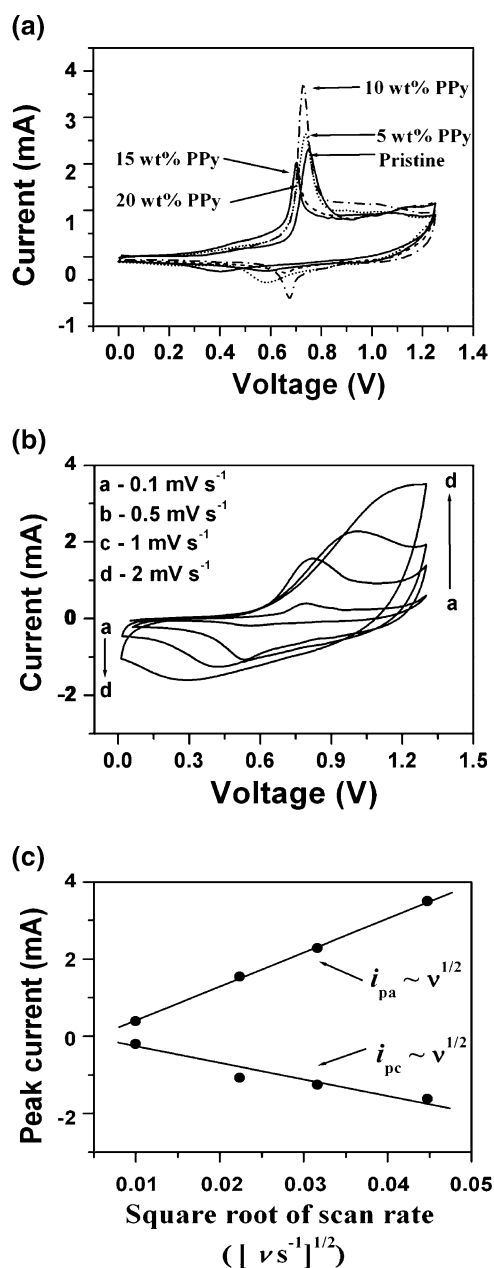 (a)
4
3
2
1
0
-1
Current (mA)
10 wt% PPy
5 wt% PPy
Pristine
15 wt% PPy
20 wt% PPy
0.0 0.2 0.4 0.6 0.8 1.0 1.2 1.4
Voltage (V)
(b)
4
2
0
-2
Current (mA)
a - 0.1 mV s⁻¹
b - 0.5 mV s⁻¹
c - 1 mV s⁻¹
d - 2 mV s⁻¹
d
a
a
d
0.0 0.3 0.6 0.9 1.2 1.5
Voltage (V)
(c)
4
2
0
-2
Peak current (mA)
i pa ~ ν^1/2
i pc ~ ν^1/2
0.01 0.02 0.03 0.04 0.05
Square root of scan rate
([ ν s⁻¹]^1/2)